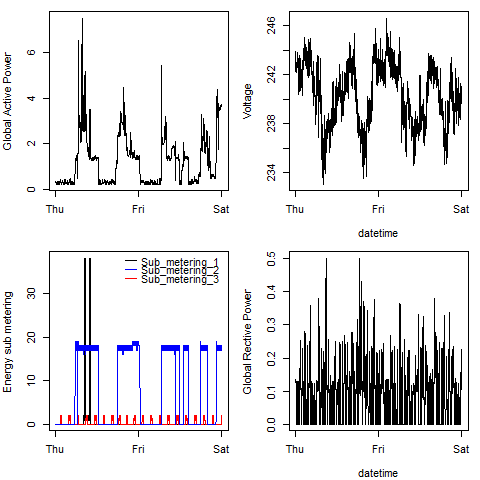 Global Active Power
0 2 4 6
Thu Fri Sat
Voltage
234 238 242 246
Thu Fri Sat
datetime
Energy sub metering
0 10 20 30
Sub_metering_1
Sub_metering_2
Sub_metering_3
Thu Fri Sat
Global Rective Power
0.0 0.1 0.2 0.3 0.4 0.5
Thu Fri Sat
datetime